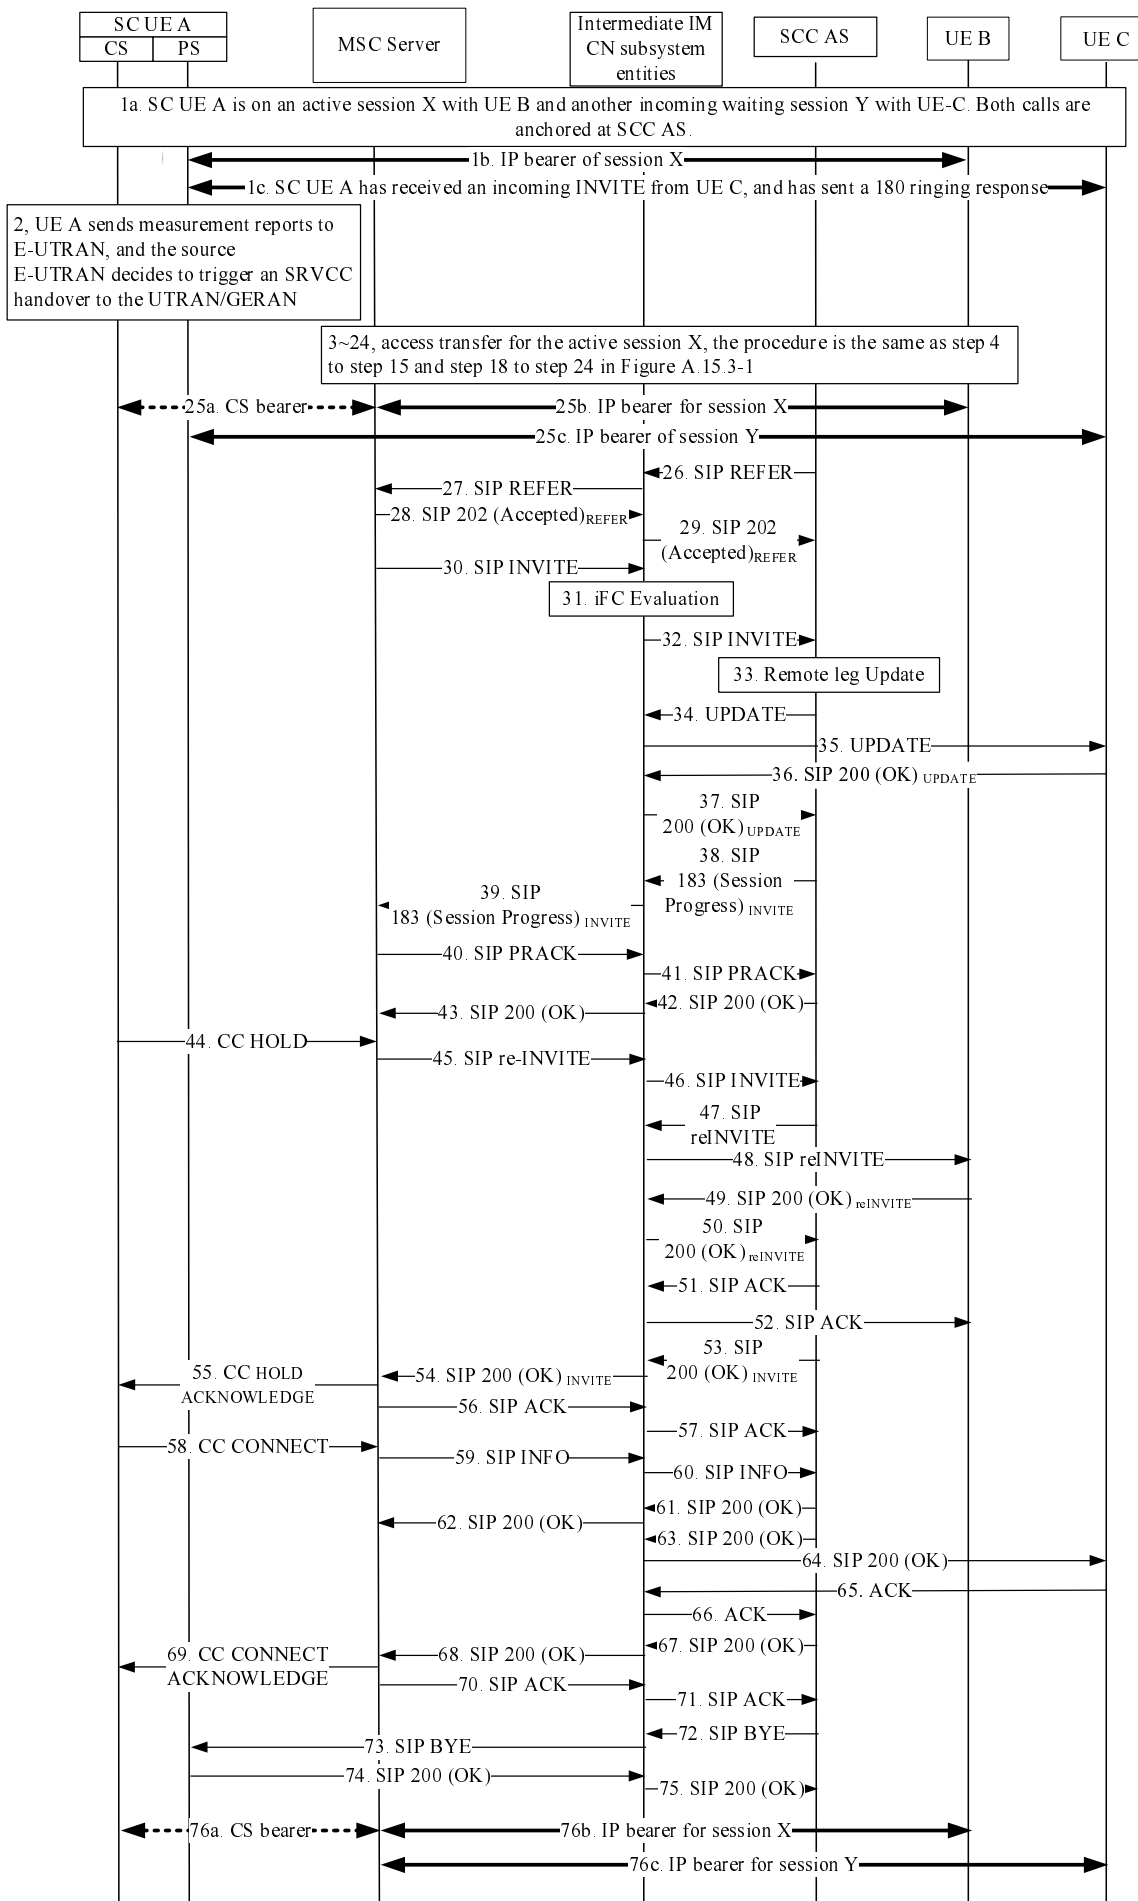 SC UE A
CS
PS
MSC Server
Intermediate IM
CN subsystem
entities
SCC AS
UE B
UE C
1a. SC UE A is on an active session X with UE B and another incoming waiting session Y with UE-C. Both calls are
anchored at SCC AS.
1b. IP bearer of session X
1c. SC UE A has received an incoming INVITE from UE C, and has sent a 180 ringing response
2, UE A sends measurement reports to
E-UTRAN, and the source
E-UTRAN decides to trigger an SRVCC
handover to the UTRAN/GERAN
3~24, access transfer for the active session X, the procedure is the same as step 4
to step 15 and step 18 to step 24 in Figure A.15.3-1
25a. CS bearer
25b. IP bearer for session X
25c. IP bearer of session Y
26. SIP REFER
27. SIP REFER
28. SIP 202 (Accepted)REFER
29. SIP 202
(Accepted)REFER
30. SIP INVITE
31. iFC Evaluation
32. SIP INVITE
33. Remote leg Update
34. UPDATE
35. UPDATE
36. SIP 200 (OK) UPDATE
37. SIP
200 (OK) UPDATE
38. SIP
183 (Session
Progress) INVITE
39. SIP
183 (Session Progress) INVITE
40. SIP PRACK
41. SIP PRACK
42. SIP 200 (OK)
43. SIP 200 (OK)
44. CC HOLD
45. SIP re-INVITE
46. SIP INVITE
47. SIP
reINVITE
48. SIP reINVITE
49. SIP 200 (OK) reINVITE
50. SIP
200 (OK) reINVITE
51. SIP ACK
52. SIP ACK
53. SIP
200 (OK) INVITE
54. SIP 200 (OK) INVITE
55. CC HOLD
ACKNOWLEDGE
56. SIP ACK
57. SIP ACK
58. CC CONNECT
59. SIP INFO
60. SIP INFO
61. SIP 200 (OK)
62. SIP 200 (OK)
63. SIP 200 (OK)
64. SIP 200 (OK)
65. ACK
66. ACK
67. SIP 200 (OK)
68. SIP 200 (OK)
69. CC CONNECT
ACKNOWLEDGE
70. SIP ACK
71. SIP ACK
72. SIP BYE
73. SIP BYE
74. SIP 200 (OK)
75. SIP 200 (OK)
76a. CS bearer
76b. IP bearer for session X
76c. IP bearer for session Y